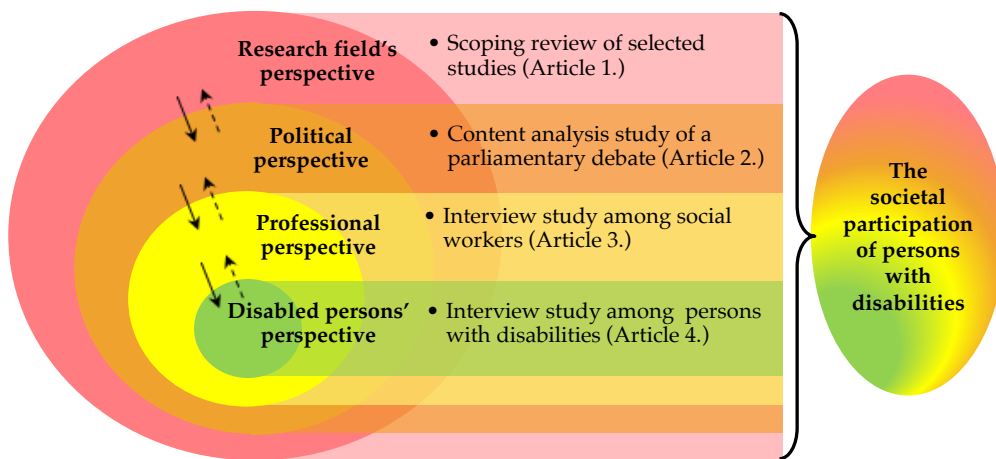 Research field's
perspective
• Scoping review of selected
studies (Article 1.)
Political
perspective
• Content analysis study of a
parliamentary debate (Article 2.)
Professional
perspective
• Interview study among social
workers (Article 3.)
Disabled persons'
perspective
• Interview study among persons
with disabilities (Article 4.)
The
societal
participation
of persons
with
disabilities